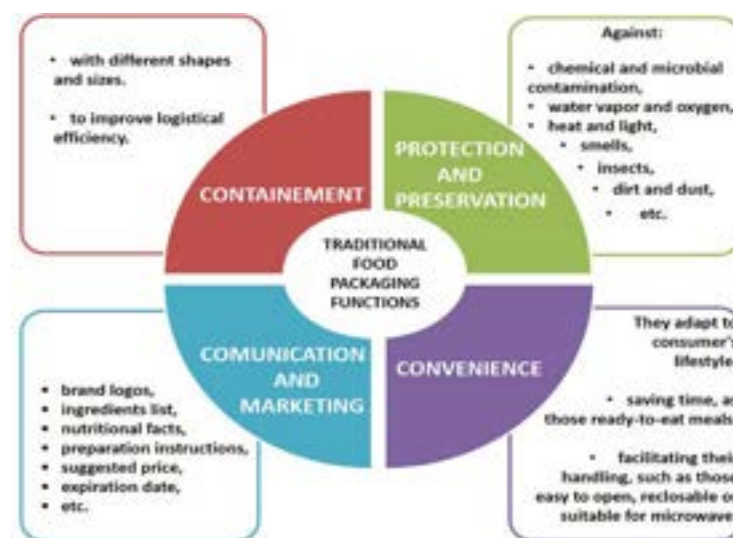 • with different shapes
and sizes.
• to improve logistical
efficiency.
Against:
• chemical and microbial
contamination,
• water vapor and oxygen,
• heat and light,
• smells,
• insects,
• dirt and dust,
• etc.
CONTAINEMENT
PROTECTION
AND
PRESERVATION
TRADITIONAL
FOOD
PACKAGING
FUNCTIONS
COMUNICATION
AND
MARKETING
CONVENIENCE
▪ brand logos,
▪ ingredients list,
▪ nutritional facts,
▪ preparation instructions,
▪ suggested price,
▪ expiration date,
▪ etc.
They adapt to
consumer's
lifestyle
• saving time, as
those ready-to-eat meals
• facilitating their
handling, such as those
easy to open, reclosable or
suitable for microwave